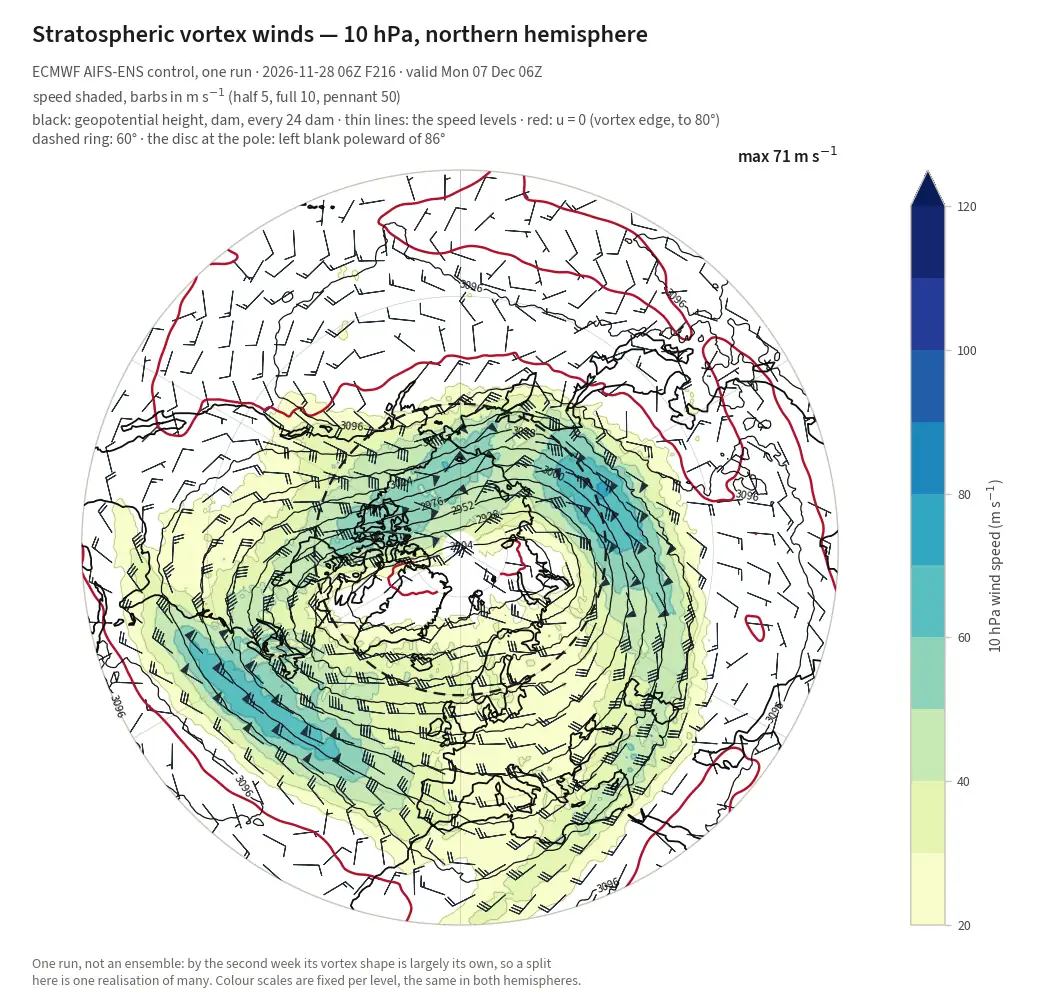 Stratospheric vortex winds — 10 hPa, northern hemisphere
ECMWF AIFS-ENS control, one run · 2026-11-28 06Z F216 · valid Mon 07 Dec 06Z
speed shaded, barbs in m s⁻¹ (half 5, full 10, pennant 50)
black: geopotential height, dam, every 24 dam · thin lines: the speed levels · red: u = 0 (vortex edge, to 80°)
dashed ring: 60° · the disc at the pole: left blank poleward of 86°
max 71 m s⁻¹
120
100
80
60
40
20
10 hPa wind speed (m s⁻¹)
3096
3096
3096
3096
2976
2952
2928
3096
3096
3096
3096
One run, not an ensemble: by the second week its vortex shape is largely its own, so a split
here is one realisation of many. Colour scales are fixed per level, the same in both hemispheres.